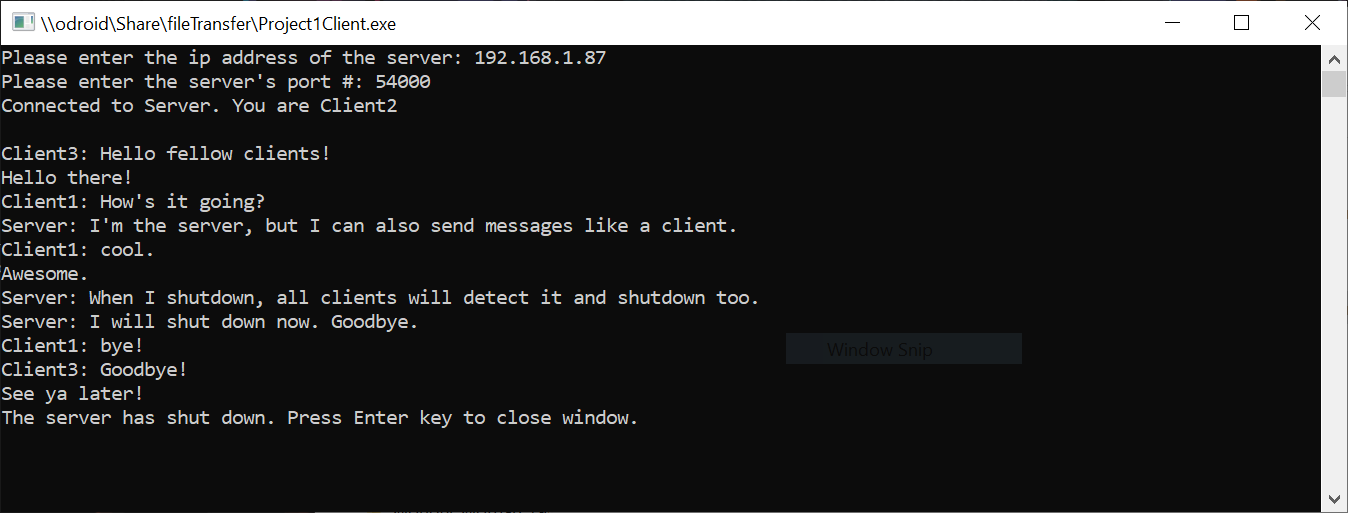 \\odroid\Share\fileTransfer\Project1Client.exe
Please enter the ip address of the server: 192.168.1.87
Please enter the server's port #: 54000
Connected to Server. You are Client2
Client3: Hello fellow clients!
Hello there!
Client1: How's it going?
Server: I'm the server, but I can also send messages like a client.
Client1: cool.
Awesome.
Server: When I shutdown, all clients will detect it and shutdown too.
Server: I will shut down now. Goodbye.
Client1: bye!
Window Snip
Client3: Goodbye!
See ya later!
The server has shut down. Press Enter key to close window.